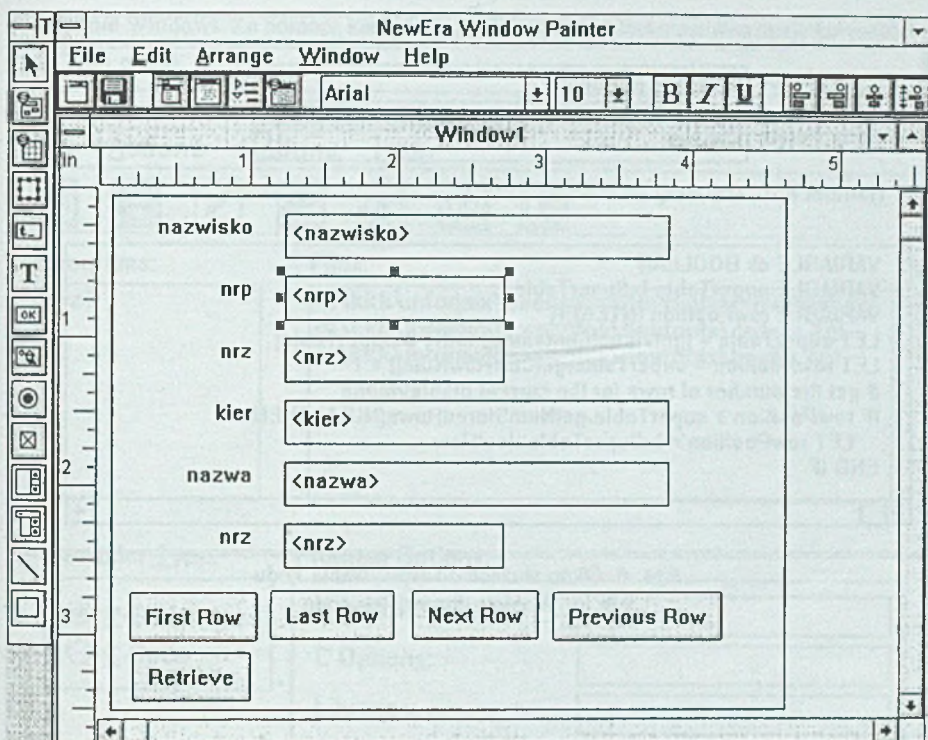 NewEra Window Painter
File Edit Arrange Window Help
Arial 10 B I U
Window1
in 1 2 3 4 5
nazwisko <nazwisko>
nrp <nrp>
1
nrz <nrz>
kier <kier>
2
nazwa <nazwa>
nrz <nrz>
3
First Row Last Row Next Row Previous Row
Retrieve
T
OK